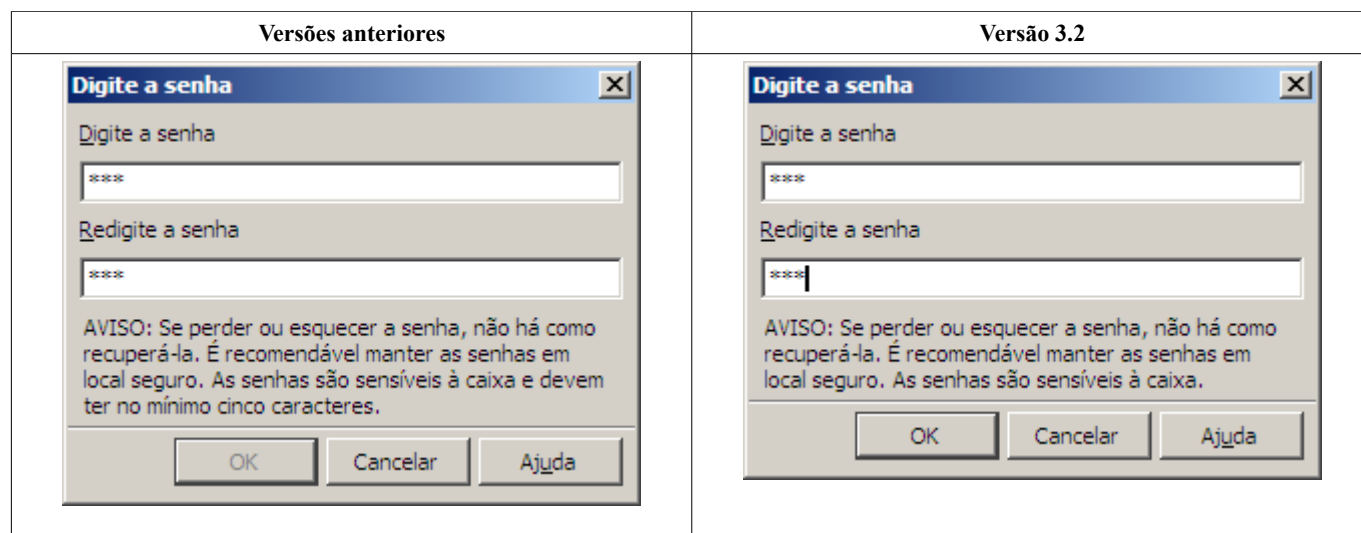 Versões anteriores
Versão 3.2
Digite a senha
Digite a senha
***
Redigite a senha
***
AVISO: Se perder ou esquecer a senha, não há como
recuperá-la. É recomendável manter as senhas em
local seguro. As senhas são sensíveis à caixa e devem
ter no mínimo cinco caracteres.
OK
Cancelar
Ajuda
Digite a senha
Digite a senha
***
Redigite a senha
***
AVISO: Se perder ou esquecer a senha, não há como
recuperá-la. É recomendável manter as senhas em
local seguro. As senhas são sensíveis à caixa.
OK
Cancelar
Ajuda